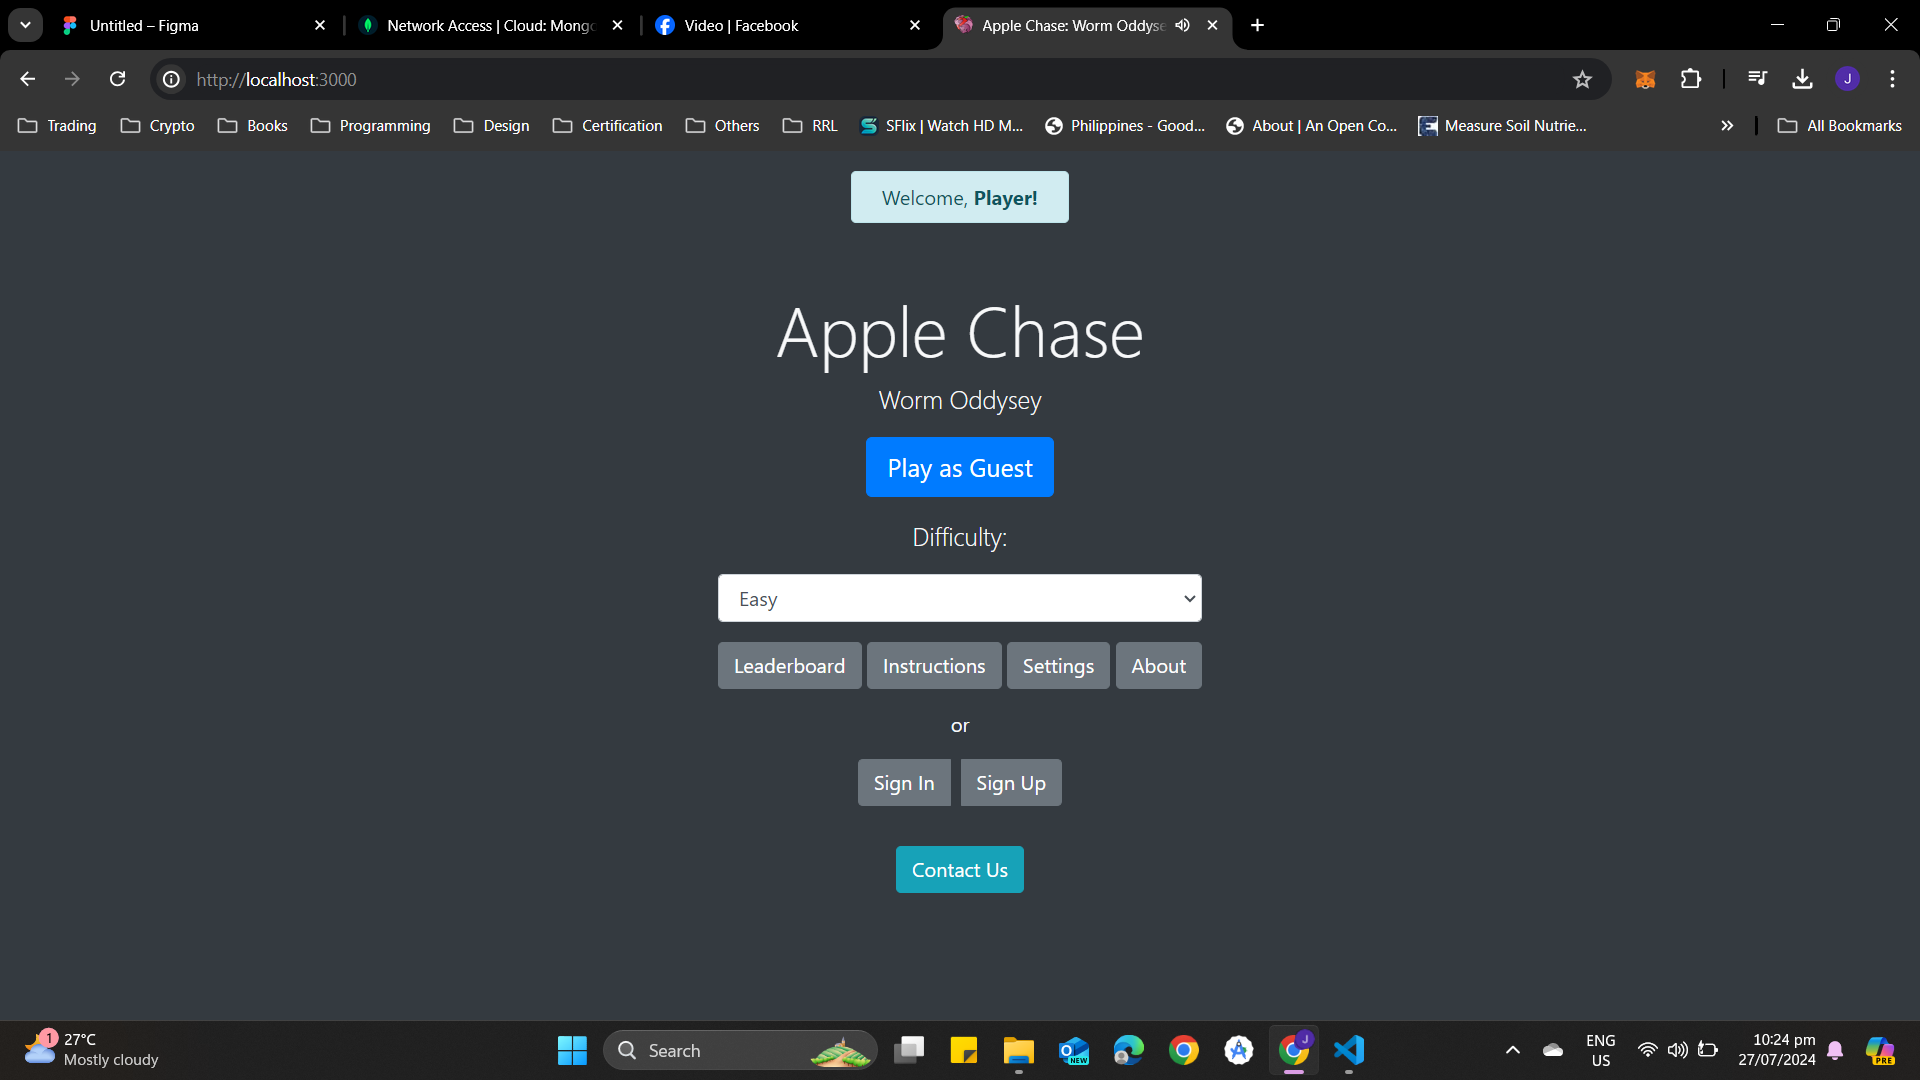 Untitled – Figma
Network Access | Cloud: Mong
Video | Facebook
Apple Chase: Worm Oddyse
http://localhost:3000
J
Trading
Crypto
Books
Programming
Design
Certification
Others
RRL
SFlix | Watch HD M...
Philippines - Good...
About | An Open Co...
Measure Soil Nutrie...
All Bookmarks
Welcome, Player!
Apple Chase
Worm Oddysey
Play as Guest
Difficulty:
Easy
Leaderboard
Instructions
Settings
About
or
Sign In
Sign Up
Contact Us
1
27°C
Mostly cloudy
Search
NEW
J
ENG
US
10:24 pm
27/07/2024
PRE